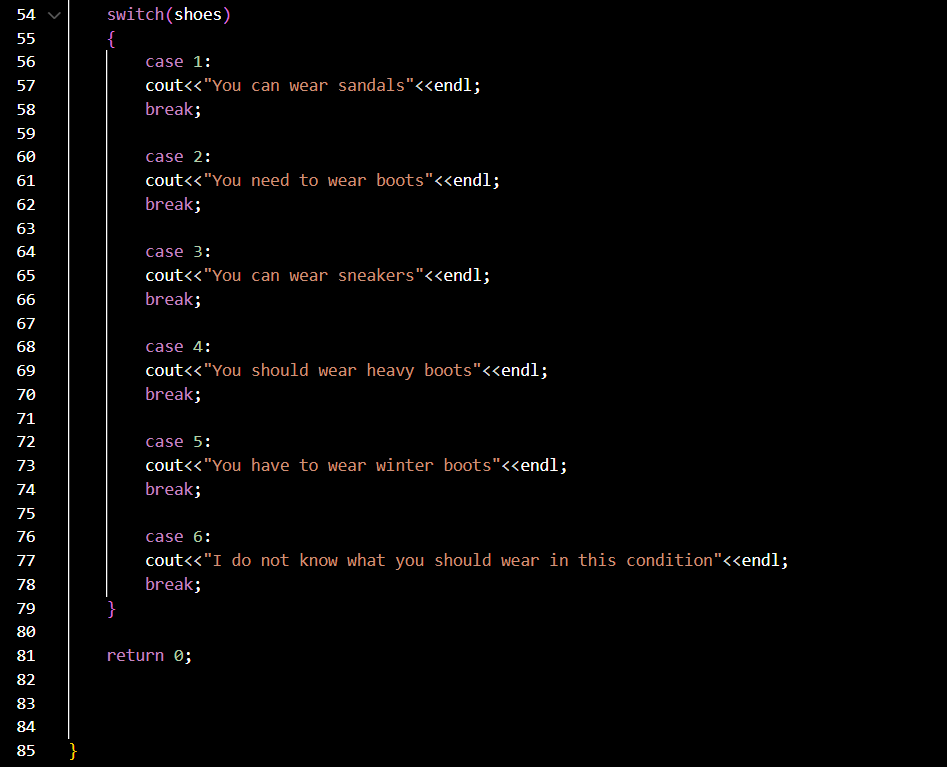 54 switch(shoes)
55 {
56 case 1:
57 cout<<"You can wear sandals"<<endl;
58 break;
59
60 case 2:
61 cout<<"You need to wear boots"<<endl;
62 break;
63
64 case 3:
65 cout<<"You can wear sneakers"<<endl;
66 break;
67
68 case 4:
69 cout<<"You should wear heavy boots"<<endl;
70 break;
71
72 case 5:
73 cout<<"You have to wear winter boots"<<endl;
74 break;
75
76 case 6:
77 cout<<"I do not know what you should wear in this condition"<<endl;
78 break;
79 }
80
81 return 0;
82
83
84
85 }